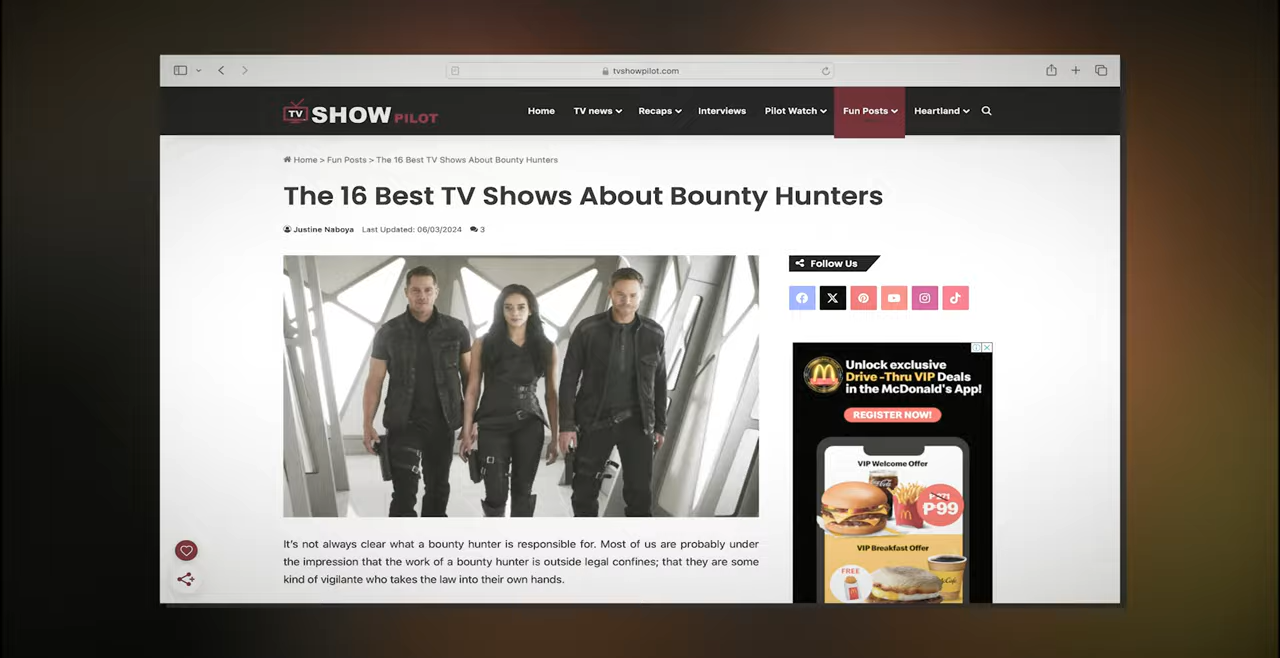 tvshowpilot.com
TV SHOW PILOT
Home TV news Recaps Interviews Pilot Watch Fun Posts Heartland
Home > Fun Posts > The 16 Best TV Shows About Bounty Hunters
The 16 Best TV Shows About Bounty Hunters
Justine Naboya Last Updated: 06/03/2024 3
Follow Us
Unlock exclusive
Drive -Thru VIP Deals
in the McDonald's App!
REGISTER NOW!
VIP Welcome Offer
₱171
₱99
VIP Breakfast Offer
FREE
McCafé
It's not always clear what a bounty hunter is responsible for. Most of us are probably under
the impression that the work of a bounty hunter is outside legal confines; that they are some
kind of vigilante who takes the law into their own hands.